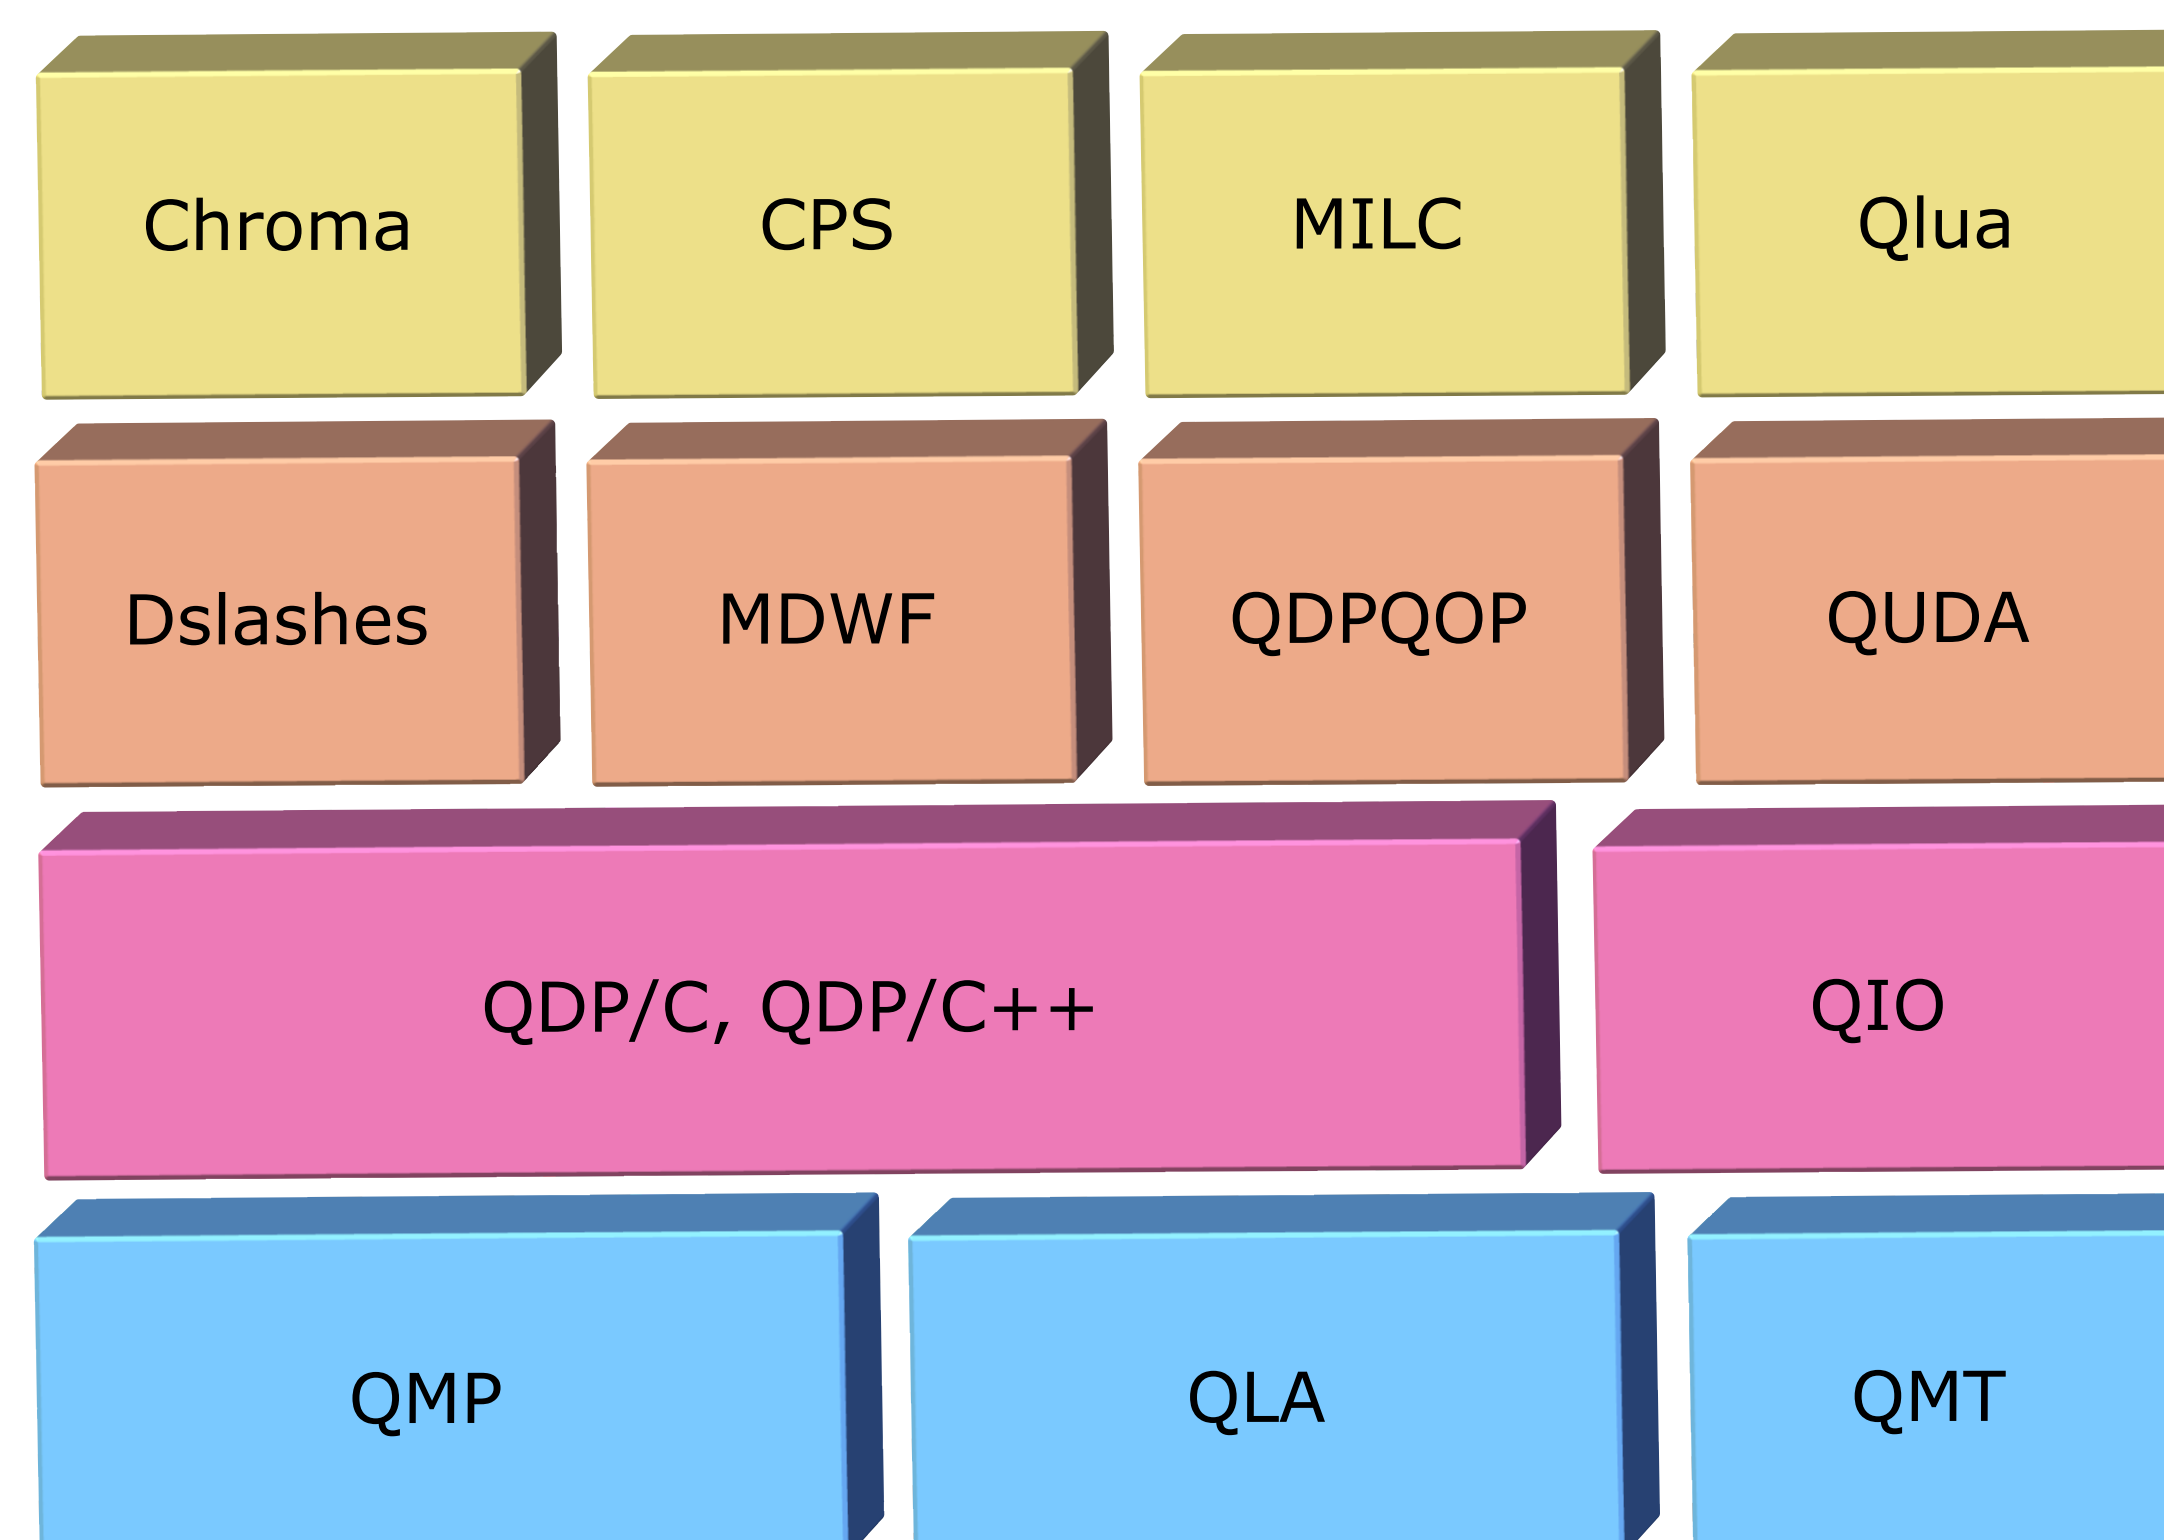 Chroma
CPS
MILC
Qlua
Dslashes
MDWF
QDPQOP
QUDA
QDP/C, QDP/C++
QIO
QMP
QLA
QMT